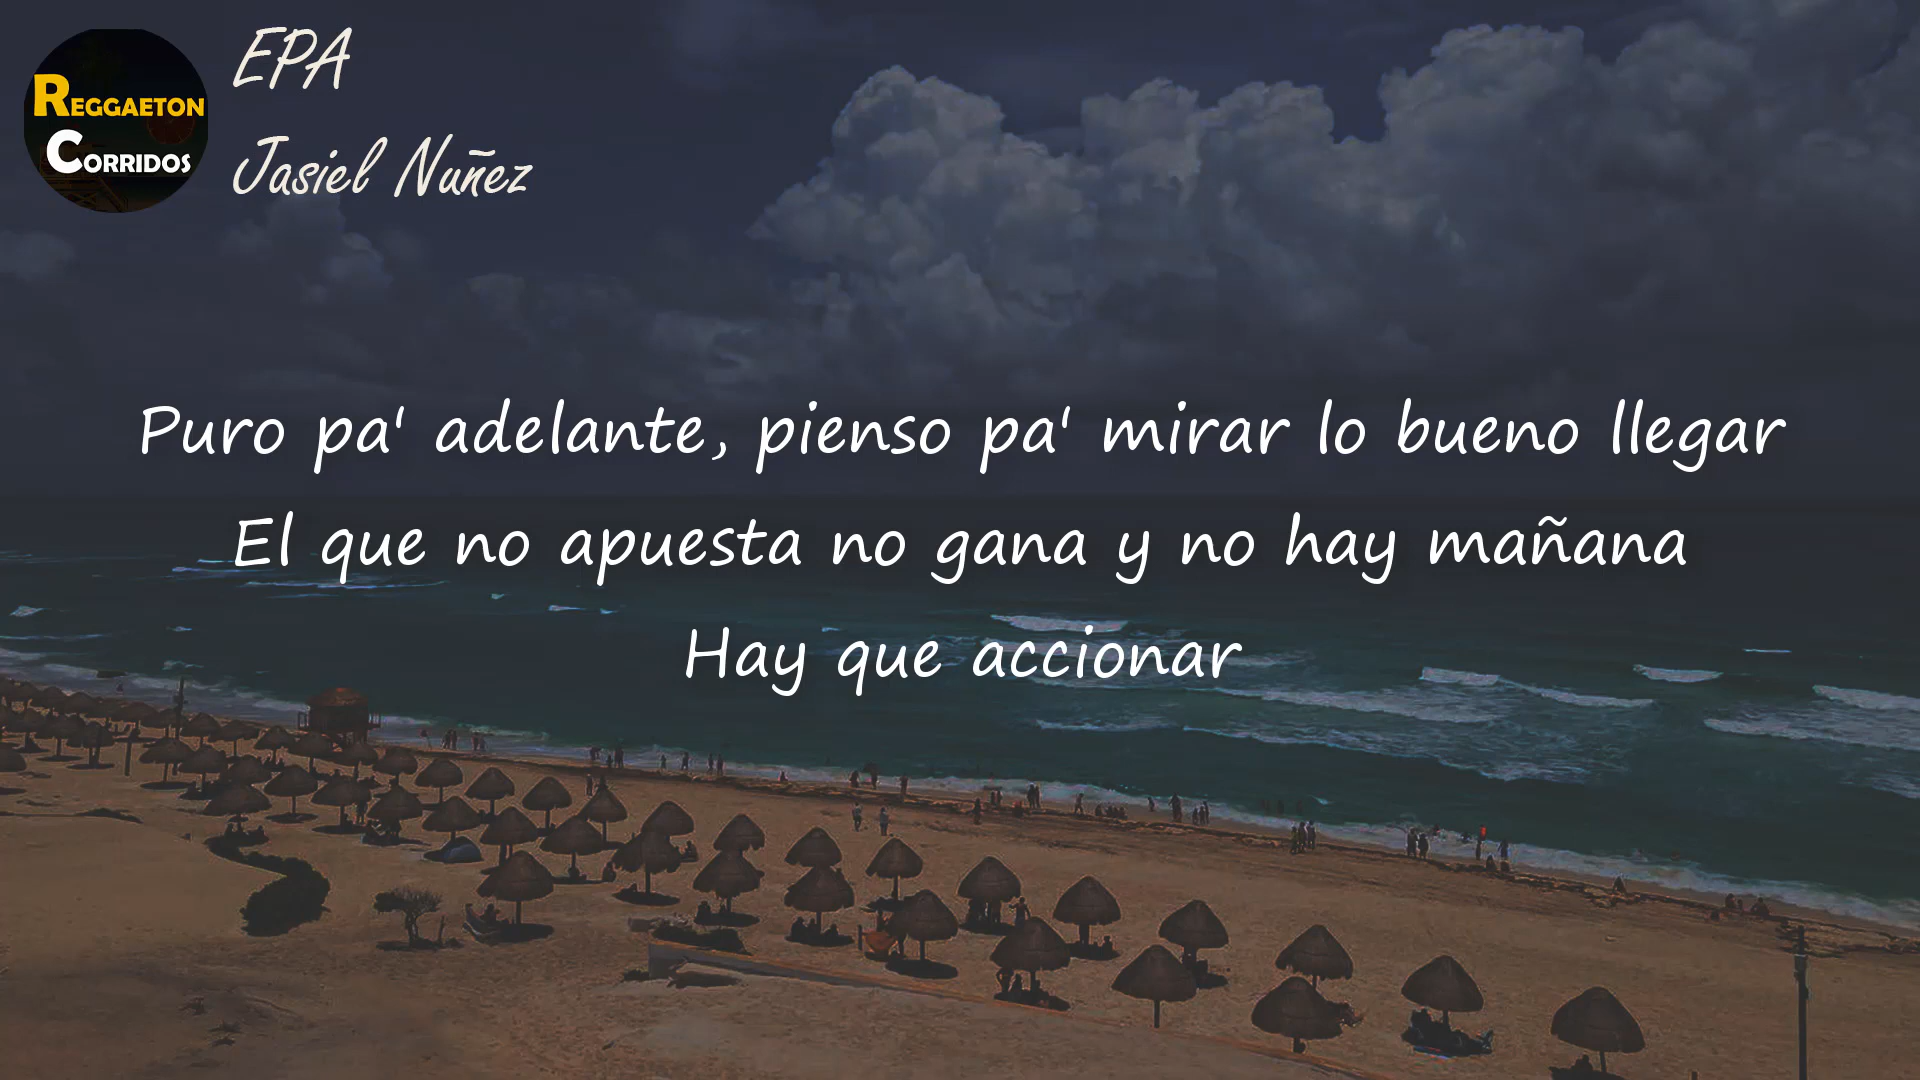 REGGAETON
CORRIDOS
EPA
Jasiel Nuñez
Puro pa' adelante, pienso pa' mirar lo bueno llegar
El que no apuesta no gana y no hay mañana
Hay que accionar